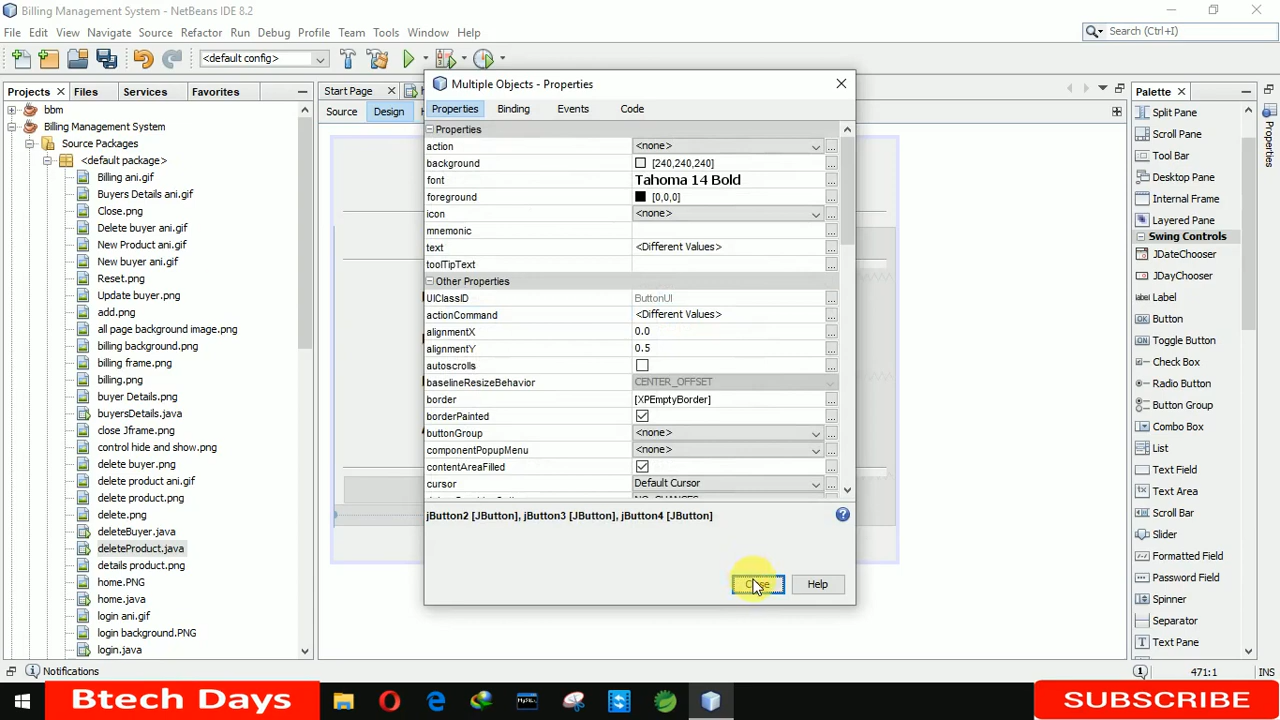 Billing Management System - NetBeans IDE 8.2
File Edit View Navigate Source Refactor Run Debug Profile Team Tools Window Help
Search (Ctrl+I)
<default config>
Projects Files Services Favorites
bbm
Billing Management System
Source Packages
<default package>
Billing ani.gif
Buyers Details ani.gif
Close.png
Delete buyer ani.gif
New Product ani.gif
New buyer ani.gif
Reset.png
Update buyer.png
add.png
all page background image.png
billing background.png
billing frame.png
billing.png
buyer Details.png
buyersDetails.java
close Jframe.png
control hide and show.png
delete buyer.png
delete product ani.gif
delete.png
deleteBuyer.java
deleteProduct.java
details product.png
home.PNG
home.java
login ani.gif
login background.PNG
login.java
Start Page
Source Design
Multiple Objects - Properties
Properties Binding Events Code
Properties
action <none>
background [240,240,240]
font Tahoma 14 Bold
foreground [0,0,0]
icon <none>
mnemonic
text <Different Values>
toolTipText
Other Properties
UIClassID ButtonUI
actionCommand <Different Values>
alignmentX 0.0
alignmentY 0.5
autoscrolls
baselineResizeBehavior CENTER_OFFSET
border [XPEmptyBorder]
borderPainted
buttonGroup <none>
componentPopupMenu <none>
contentAreaFilled
cursor Default Cursor
jButton2 [JButton], jButton3 [JButton], jButton4 [JButton]
Close Help
Palette
Split Pane
Scroll Pane
Tool Bar
Desktop Pane
Internal Frame
Layered Pane
Swing Controls
JDateChooser
JDayChooser
Label
Button
Toggle Button
Check Box
Radio Button
Button Group
Combo Box
List
Text Field
Text Area
Scroll Bar
Slider
Formatted Field
Password Field
Spinner
Separator
Text Pane
Properties
Notifications
471:1 INS
Btech Days
SUBSCRIBE